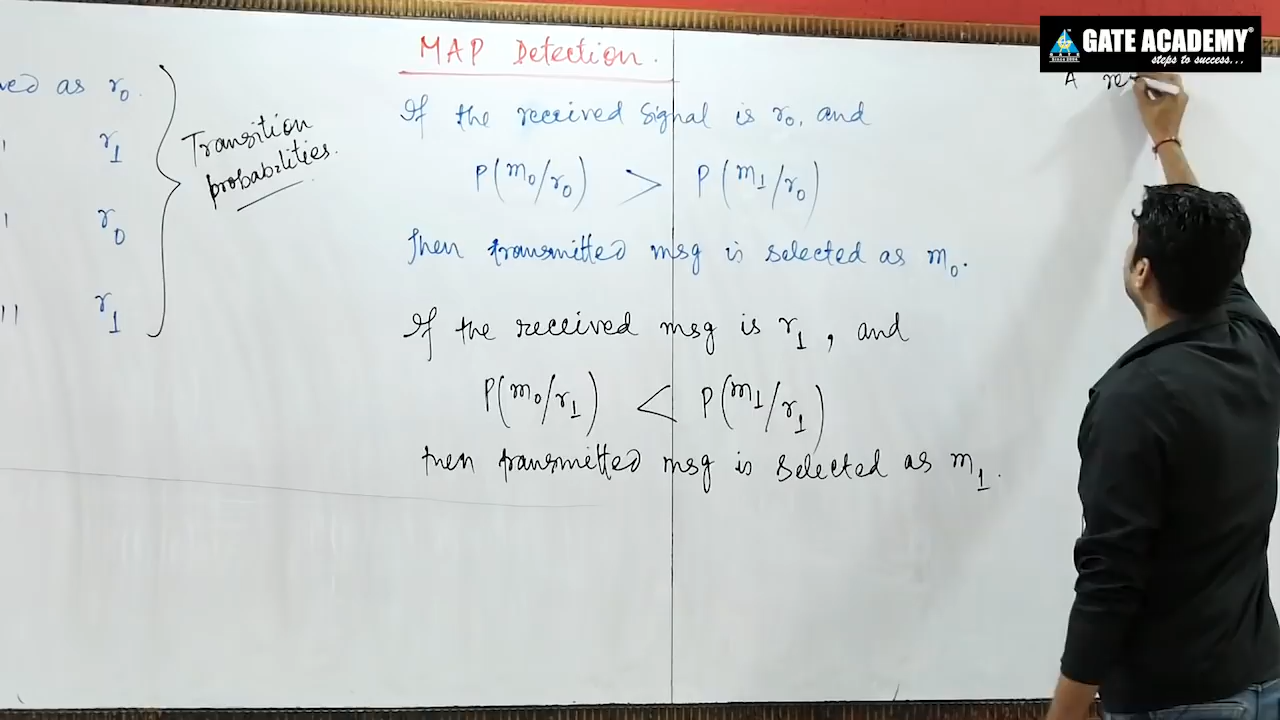 GATE ACADEMY®
steps to success...
MAP Detection.
as r₀.
r₁
r₀
11 r₁
Transition
probabilities.
If the received signal is r₀, and
P(m₀/r₀) > P(m₁/r₀)
then transmitted msg is selected as m₀.
If the received msg is r₁, and
P(m₀/r₁) < P(m₁/r₁)
then transmitted msg is selected as m₁.
A re